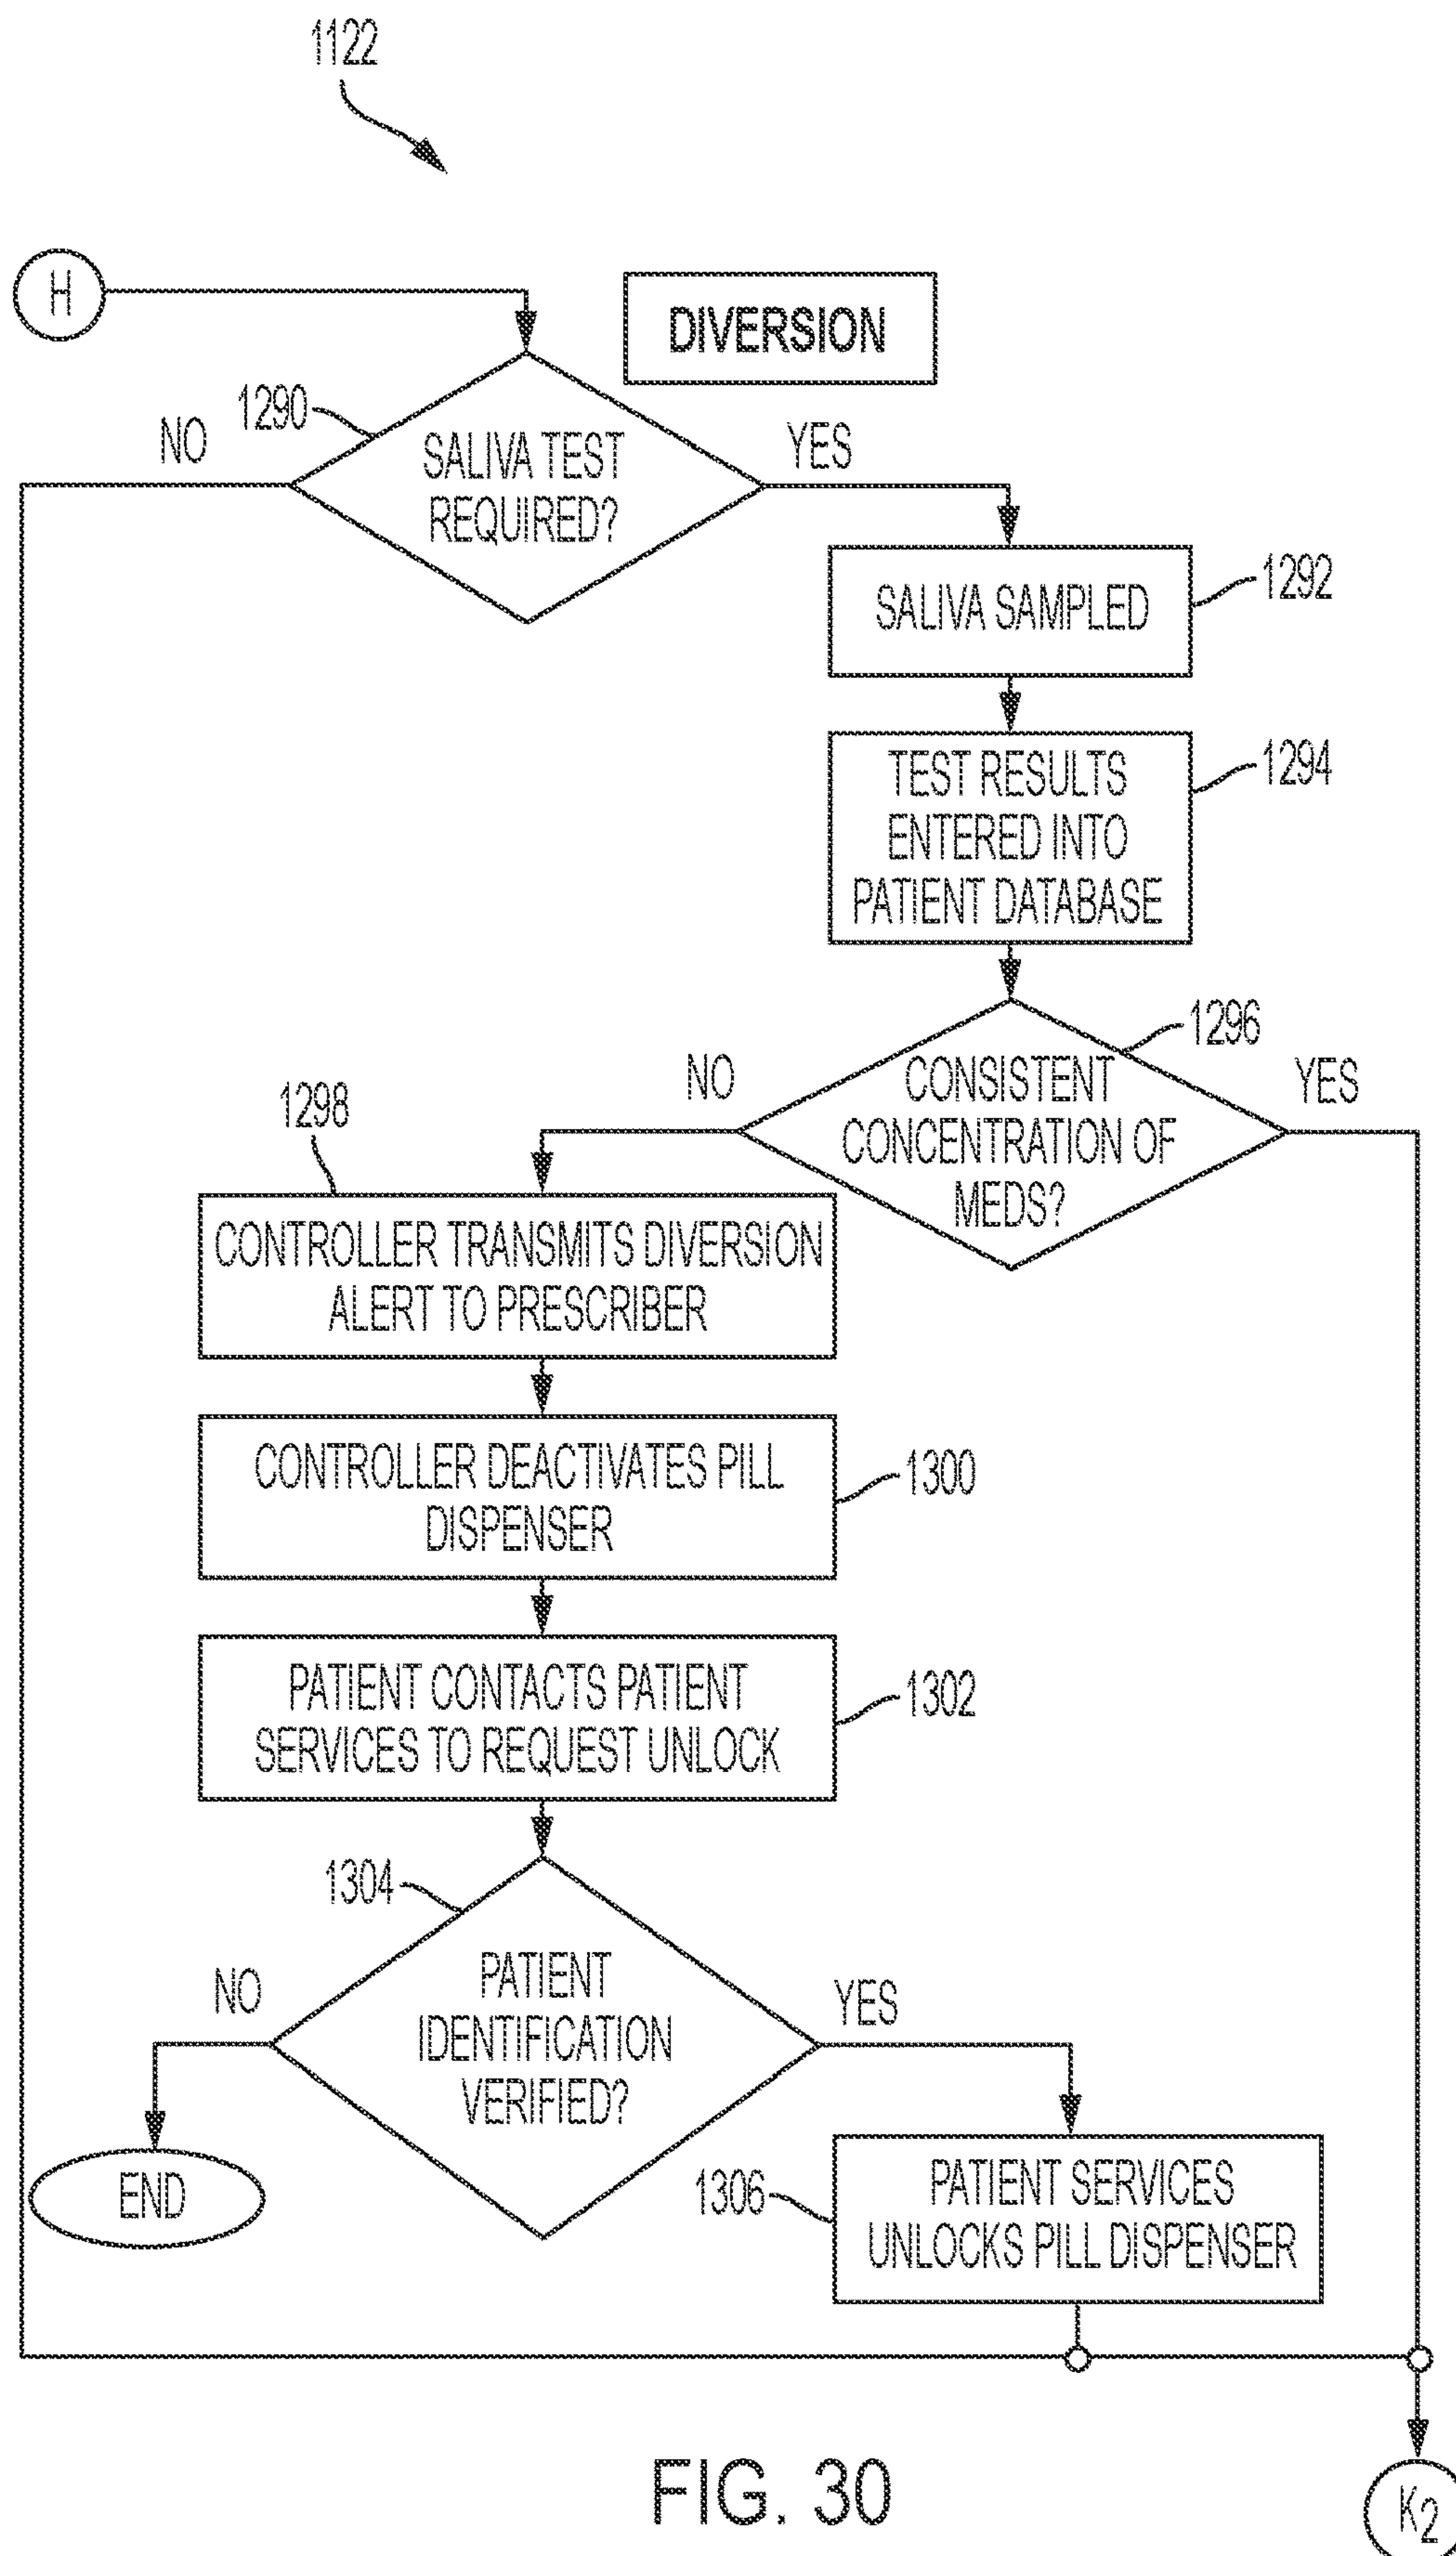 1122
H
DIVERSION
1290
NO
SALIVA TEST
REQUIRED?
YES
SALIVA SAMPLED
1292
TEST RESULTS
ENTERED INTO
PATIENT DATABASE
1294
1296
NO
CONSISTENT
CONCENTRATION OF
MEDS?
YES
1298
CONTROLLER TRANSMITS DIVERSION
ALERT TO PRESCRIBER
CONTROLLER DEACTIVATES PILL
DISPENSER
1300
PATIENT CONTACTS PATIENT
SERVICES TO REQUEST UNLOCK
1302
1304
NO
PATIENT
IDENTIFICATION
VERIFIED?
YES
END
1306
PATIENT SERVICES
UNLOCKS PILL DISPENSER
FIG. 30
K2